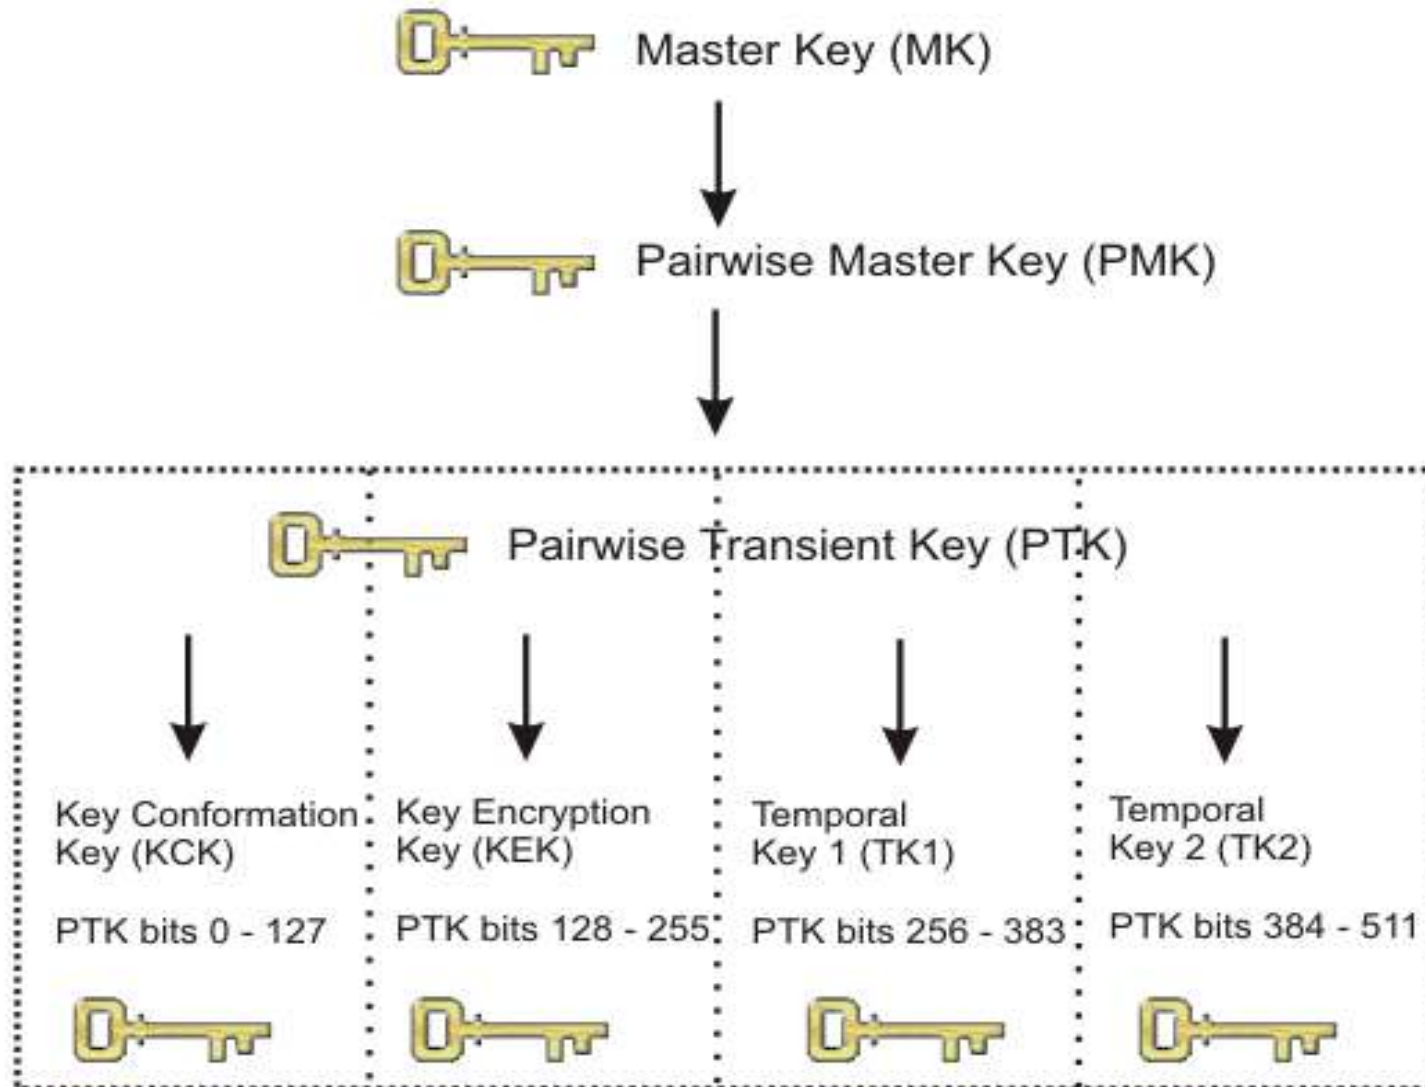 Master Key (MK)
Pairwise Master Key (PMK)
Pairwise Transient Key (PTK)
Key Conformation
Key (KCK)
PTK bits 0 - 127
Key Encryption
Key (KEK)
PTK bits 128 - 255
Temporal
Key 1 (TK1)
PTK bits 256 - 383
Temporal
Key 2 (TK2)
PTK bits 384 - 511